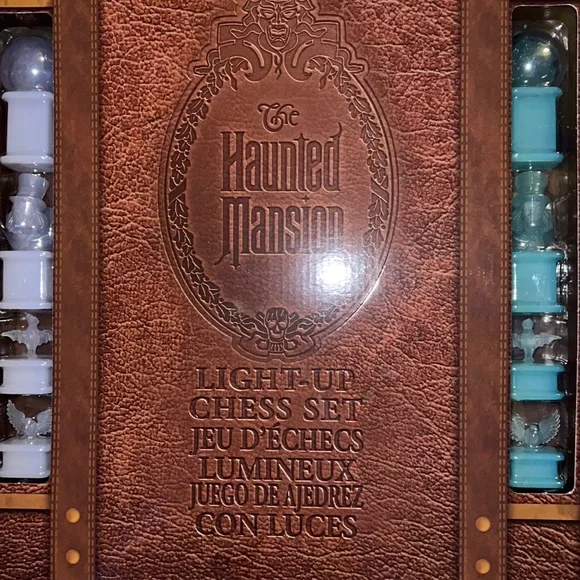 The
Haunted
Mansion
LIGHT-UP
CHESS SET
JEU D'ÉCHECS
LUMINEUX
JUEGO DE AJEDREZ
CON LUCES